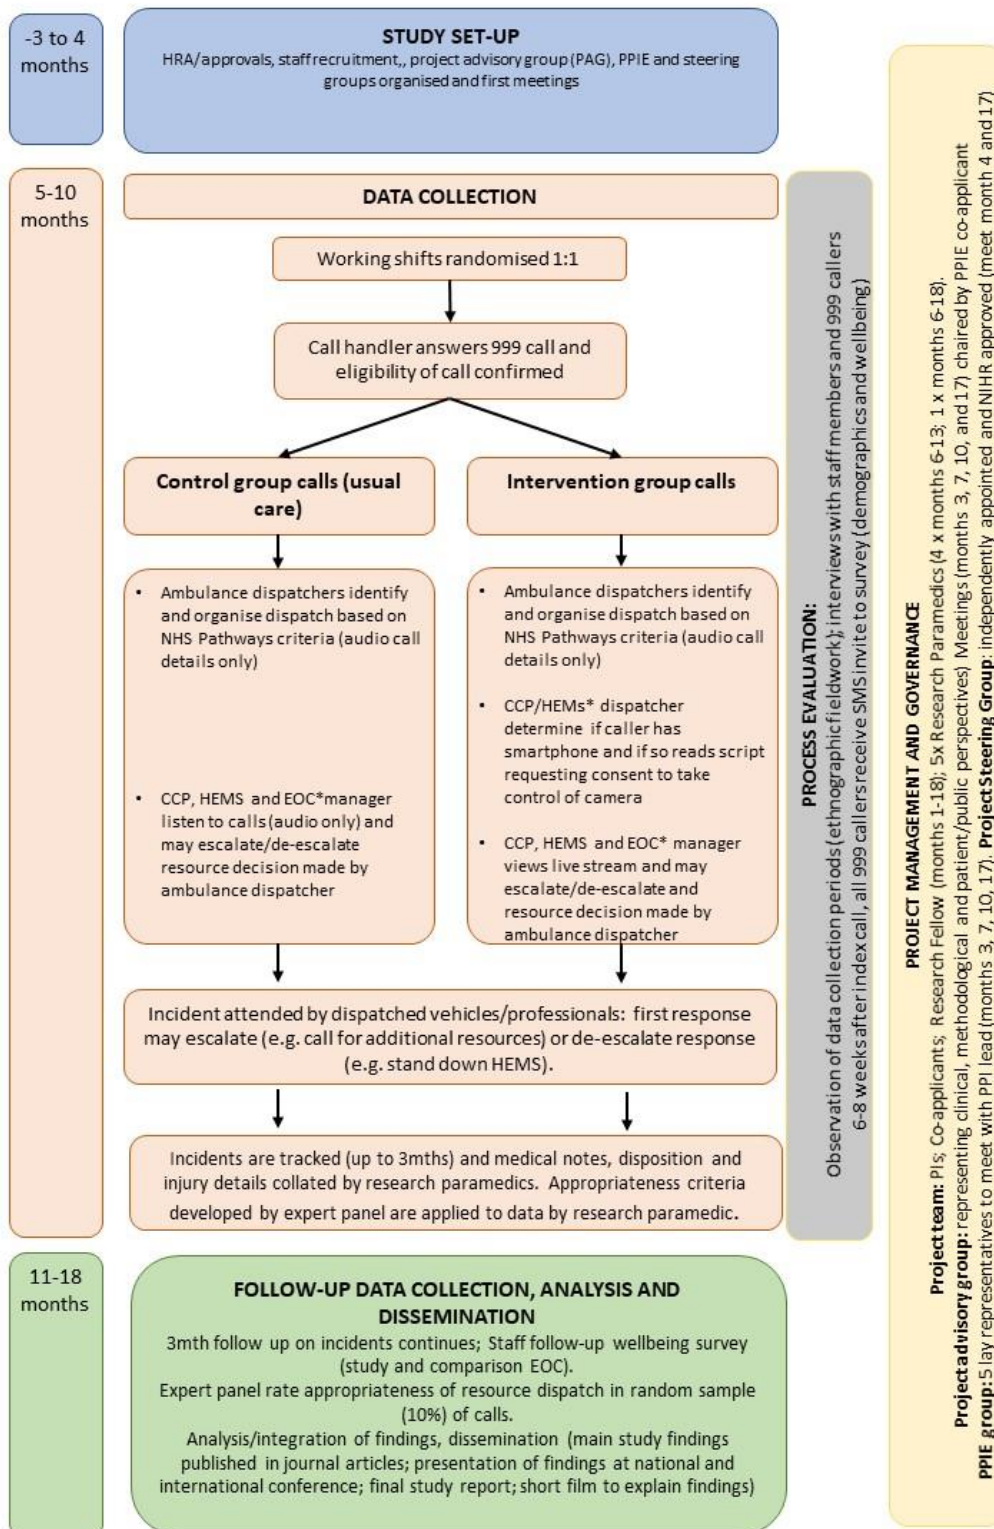 -3 to 4
months
STUDY SET-UP
HRA/approvals, staff recruitment,, project advisory group (PAG), PPIE and steering
groups organised and first meetings
5-10
months
DATA COLLECTION
Working shifts randomised 1:1
Call handler answers 999 call and
eligibility of call confirmed
Control group calls (usual
care)
Intervention group calls
• Ambulance dispatchers identify
and organise dispatch based on
NHS Pathways criteria (audio call
details only)
• CCP, HEMS and EOC*manager
listen to calls (audio only) and
may escalate/de-escalate
resource decision made by
ambulance dispatcher
• Ambulance dispatchers identify
and organise dispatch based on
NHS Pathways criteria (audio call
details only)
• CCP/HEMs* dispatcher
determine if caller has
smartphone and if so reads script
requesting consent to take
control of camera
• CCP, HEMS and EOC* manager
views live stream and may
escalate/de-escalate and
resource decision made by
ambulance dispatcher
Incident attended by dispatched vehicles/professionals: first response
may escalate (e.g. call for additional resources) or de-escalate response
(e.g. stand down HEMS).
Incidents are tracked (up to 3mths) and medical notes, disposition and
injury details collated by research paramedics. Appropriateness criteria
developed by expert panel are applied to data by research paramedic.
11-18
months
FOLLOW-UP DATA COLLECTION, ANALYSIS AND
DISSEMINATION
3mth follow up on incidents continues; Staff follow-up wellbeing survey
(study and comparison EOC).
Expert panel rate appropriateness of resource dispatch in random sample
(10%) of calls.
Analysis/integration of findings, dissemination (main study findings
published in journal articles; presentation of findings at national and
international conference; final study report; short film to explain findings)
PROCESS EVALUATION:
Observation of data collection periods (ethnographic fieldwork); interviews with staff members and 999 callers
6-8 weeks after index call, all 999 callers receive SMS invite to survey (demographics and wellbeing)
PROJECT MANAGEMENT AND GOVERNANCE
Project team: PIs; Co-applicants; Research Fellow (months 1-18); 5x Research Paramedics (4 x months 6-13; 1 x months 6-18).
Project advisory group: representing clinical, methodological and patient/public perspectives) Meetings (months 3, 7, 10, and 17) chaired by PPIE co-applicant
PPIE group: 5 lay representatives to meet with PPI lead (months 3, 7, 10, 17). Project Steering Group: independently appointed and NIHR approved (meet month 4 and 17)